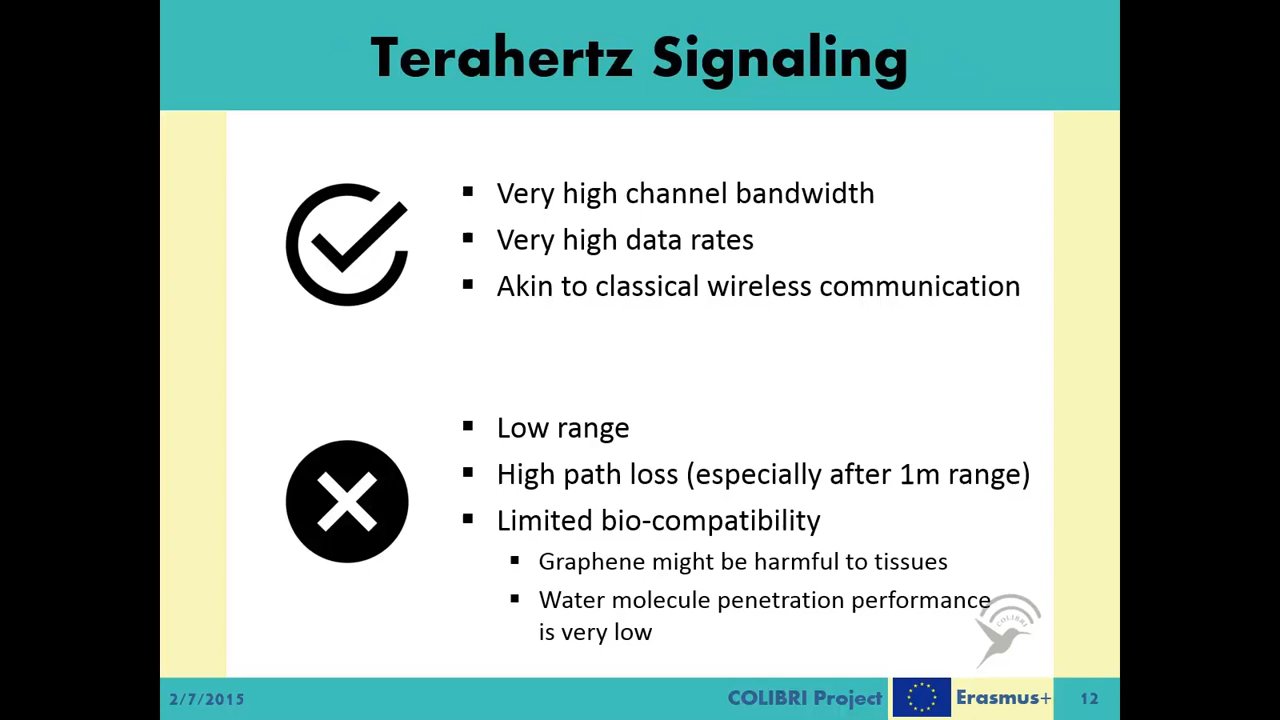 Terahertz Signaling
▪ Very high channel bandwidth
▪ Very high data rates
▪ Akin to classical wireless communication
▪ Low range
▪ High path loss (especially after 1m range)
▪ Limited bio-compatibility
▪ Graphene might be harmful to tissues
▪ Water molecule penetration performance
is very low
COLIBRI
2/7/2015
COLIBRI Project
Erasmus+
12